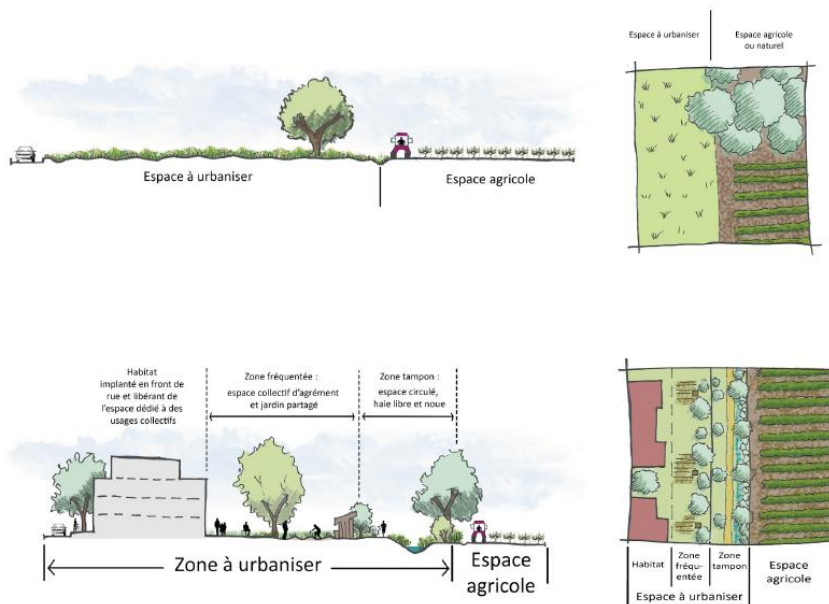 Espace à urbaniser
Espace agricole
ou naturel
Espace à urbaniser
Espace agricole
Habitat
implanté en front de
rue et libérant de
l'espace dédié à des
usages collectifs
Zone fréquentée :
espace collectif d'agrément
et jardin partagé
Zone tampon :
espace circulé,
haie libre et noue
Zone à urbaniser
Espace
agricole
Habitat
Zone
fréqu-
entée
Zone
tampon
Espace
agricole
Espace à urbaniser